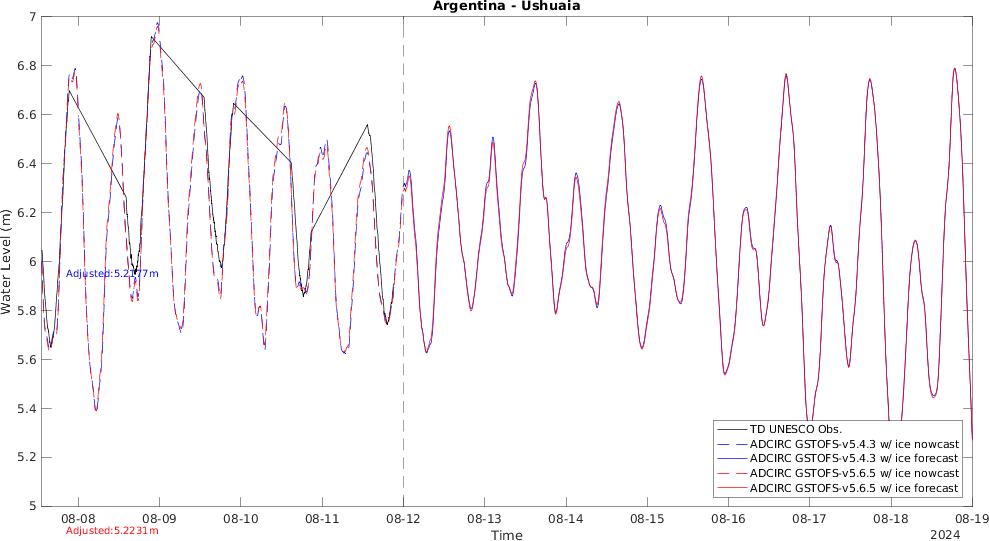 Argentina - Ushuaia
7
6.8
6.6
6.4
6.2
6
5.8
5.6
5.4
5.2
5
Water Level (m)
Adjusted:5.2177m
TD UNESCO Obs.
ADCIRC GSTOFS-v5.4.3 w/ ice nowcast
ADCIRC GSTOFS-v5.4.3 w/ ice forecast
ADCIRC GSTOFS-v5.6.5 w/ ice nowcast
ADCIRC GSTOFS-v5.6.5 w/ ice forecast
08-08 08-09 08-10 08-11 08-12 08-13 08-14 08-15 08-16 08-17 08-18 08-19
Adjusted:5.2231m
Time
2024